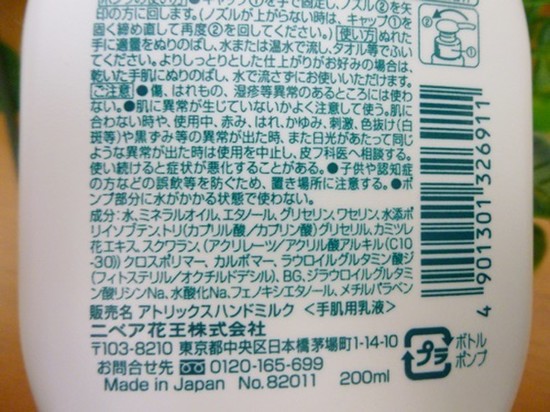 [ポンプの使い方]●キャップ①を手で固定し、ノズル②を矢
印の方に回します。(ノズルが上がらない時は、キャップ①を
固く締め直して再度②を回してください。) [使い方]ぬれた
手に適量をぬりのばし、水または温水で流し、タオル等でふい
てください。よりしっとりとした仕上がりがお好みの場合は、
乾いた手肌にぬりのばし、水で流さずにお使いいただけます。
[ご注意]●傷、はれもの、湿疹等異常のあるところには使わ
ない。●肌に異常が生じていないかよく注意して使う。肌に
合わない時や、使用中、赤み、はれ、かゆみ、刺激、色抜け(白
斑等)や黒ずみ等の異常が出た時、また日光があたって同じ
ような異常が出た時は使用を中止し、皮フ科医へ相談する。
使い続けると症状が悪化することがある。●子供や認知症
の方などの誤飲等を防ぐため、置き場所に注意する。●ポ
ンプ部分に水がかかる状態で使わない。
成分:水、ミネラルオイル、エタノール、グリセリン、ワセリン、水添ポ
リイソブテン、トリ(カプリル酸/カプリン酸)グリセリル、カミツレ
花エキス、スクワラン、(アクリレーツ/アクリル酸アルキル(C10
-30))クロスポリマー、カルボマー、ラウロイルグルタミン酸ジ
(フィトステリル/オクチルドデシル)、BG、ジラウロイルグルタミ
ン酸リシンNa、水酸化Na、フェノキシエタノール、メチルパラベン
販売名 アトリックスハンドミルク <手肌用乳液>
ニベア花王株式会社
〒103-8210 東京都中央区日本橋茅場町1-14-10
お問合せ先 0120-165-699
Made in Japan No.82011 200ml
② ①
4 901301 326911
プラ
ボトル
ポンプ